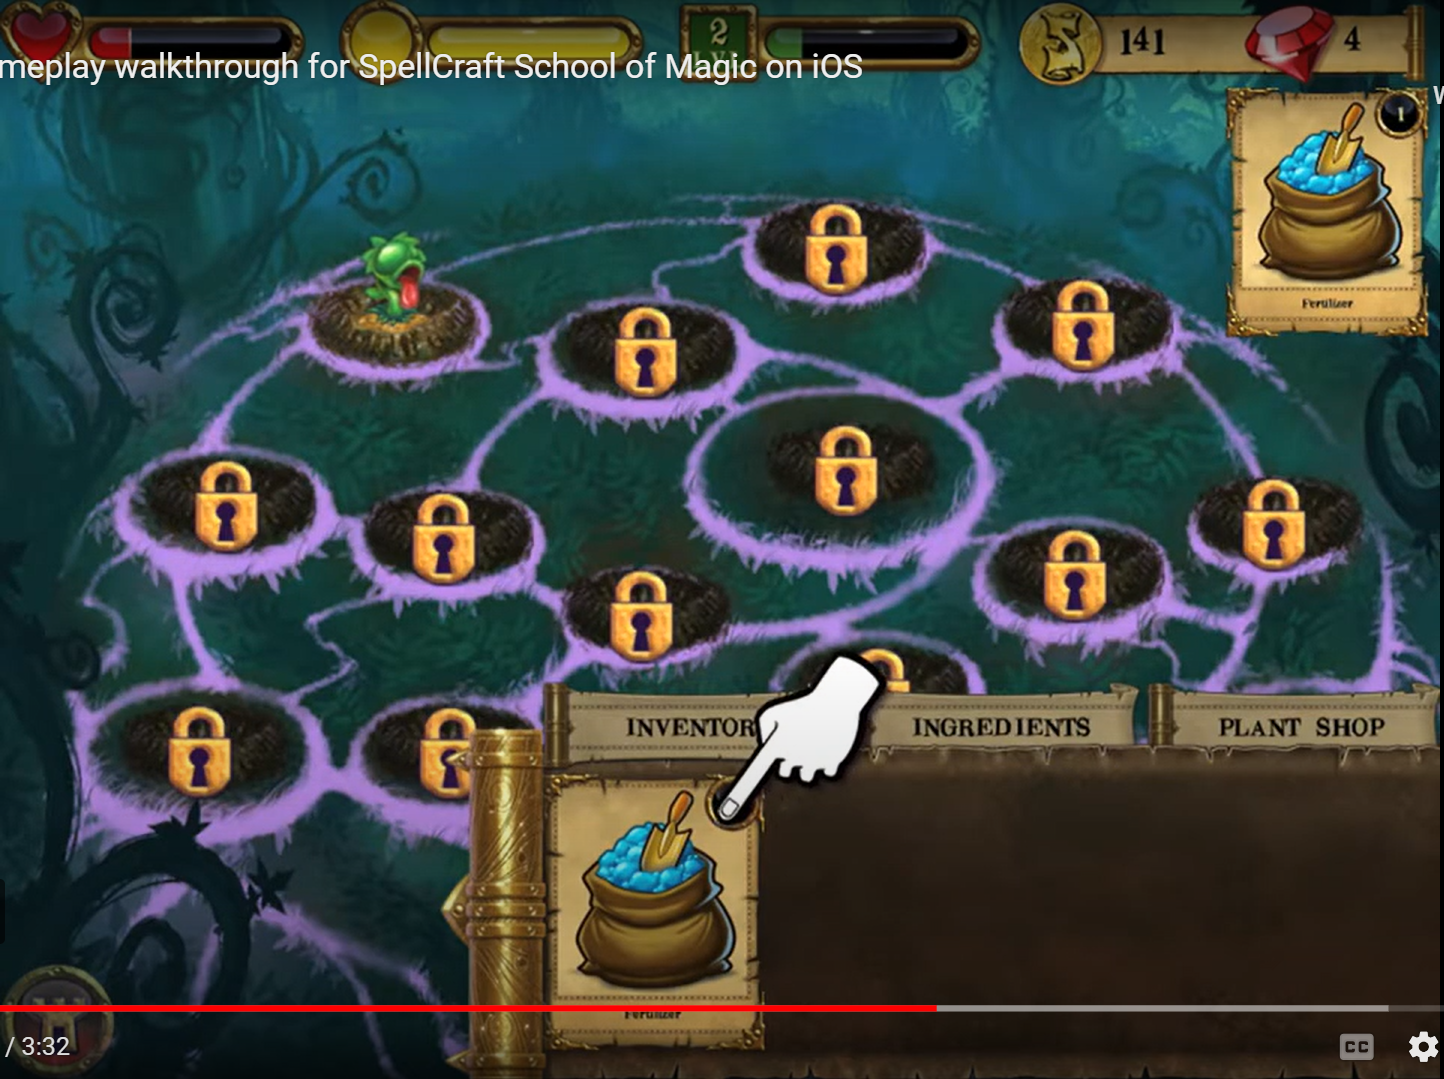 2
141
4
meplay walkthrough for SpellCraft School of Magic on iOS
1
Fertilizer
INGREDIENTS
PLANT SHOP
Fertilizer
/ 3:32
CC